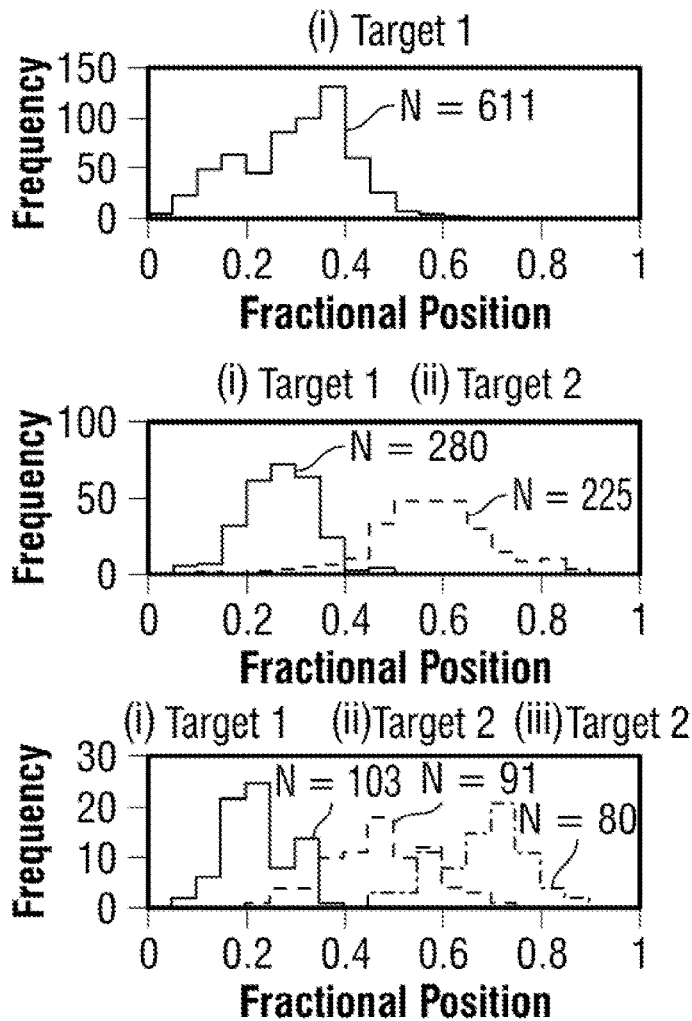 (i) Target 1
150
100
50
0
Frequency
N = 611
0 0.2 0.4 0.6 0.8 1
Fractional Position
(i) Target 1 (ii) Target 2
100
50
0
Frequency
N = 280
N = 225
0 0.2 0.4 0.6 0.8 1
Fractional Position
(i) Target 1 (ii)Target 2 (iii)Target 2
30
20
10
0
Frequency
N = 103 N = 91
N = 80
0 0.2 0.4 0.6 0.8 1
Fractional Position